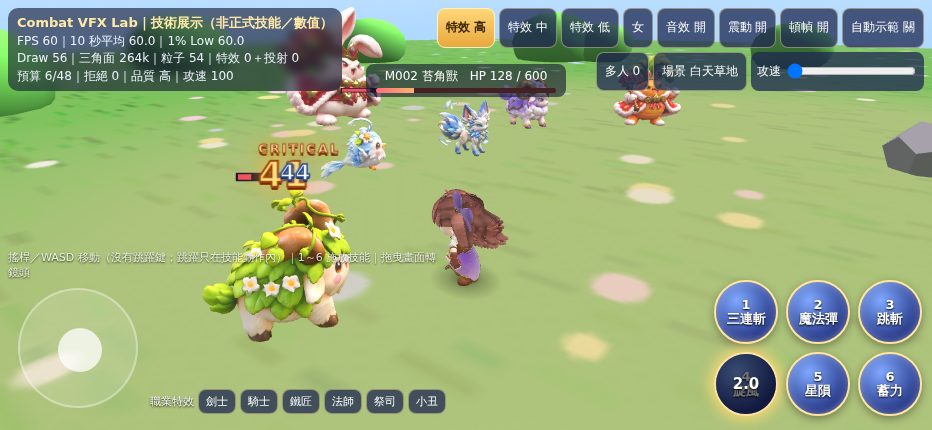 Combat VFX Lab｜技術展示（非正式技能／數值）
FPS 60｜10 秒平均 60.0｜1% Low 60.0
Draw 56｜三角面 264k｜粒子 54｜特效 0＋投射 0
預算 6/48｜拒絕 0｜品質 高｜攻速 100
特效 高
特效 中
特效 低
女
音效 開
震動 開
頓幀 開
自動示範 關
多人 0
場景 白天草地
攻速
M002 苔角獸 HP 128 / 600
CRITICAL
44
搖桿／WASD 移動（沒有跳躍鍵；跳躍只在技能動作內）｜1～6 施放技能｜拖曳畫面轉
鏡頭
1
三連斬
2
魔法彈
3
跳斬
2.0
旋風
5
星隕
6
蓄力
職業特效
劍士
騎士
鐵匠
法師
祭司
小丑